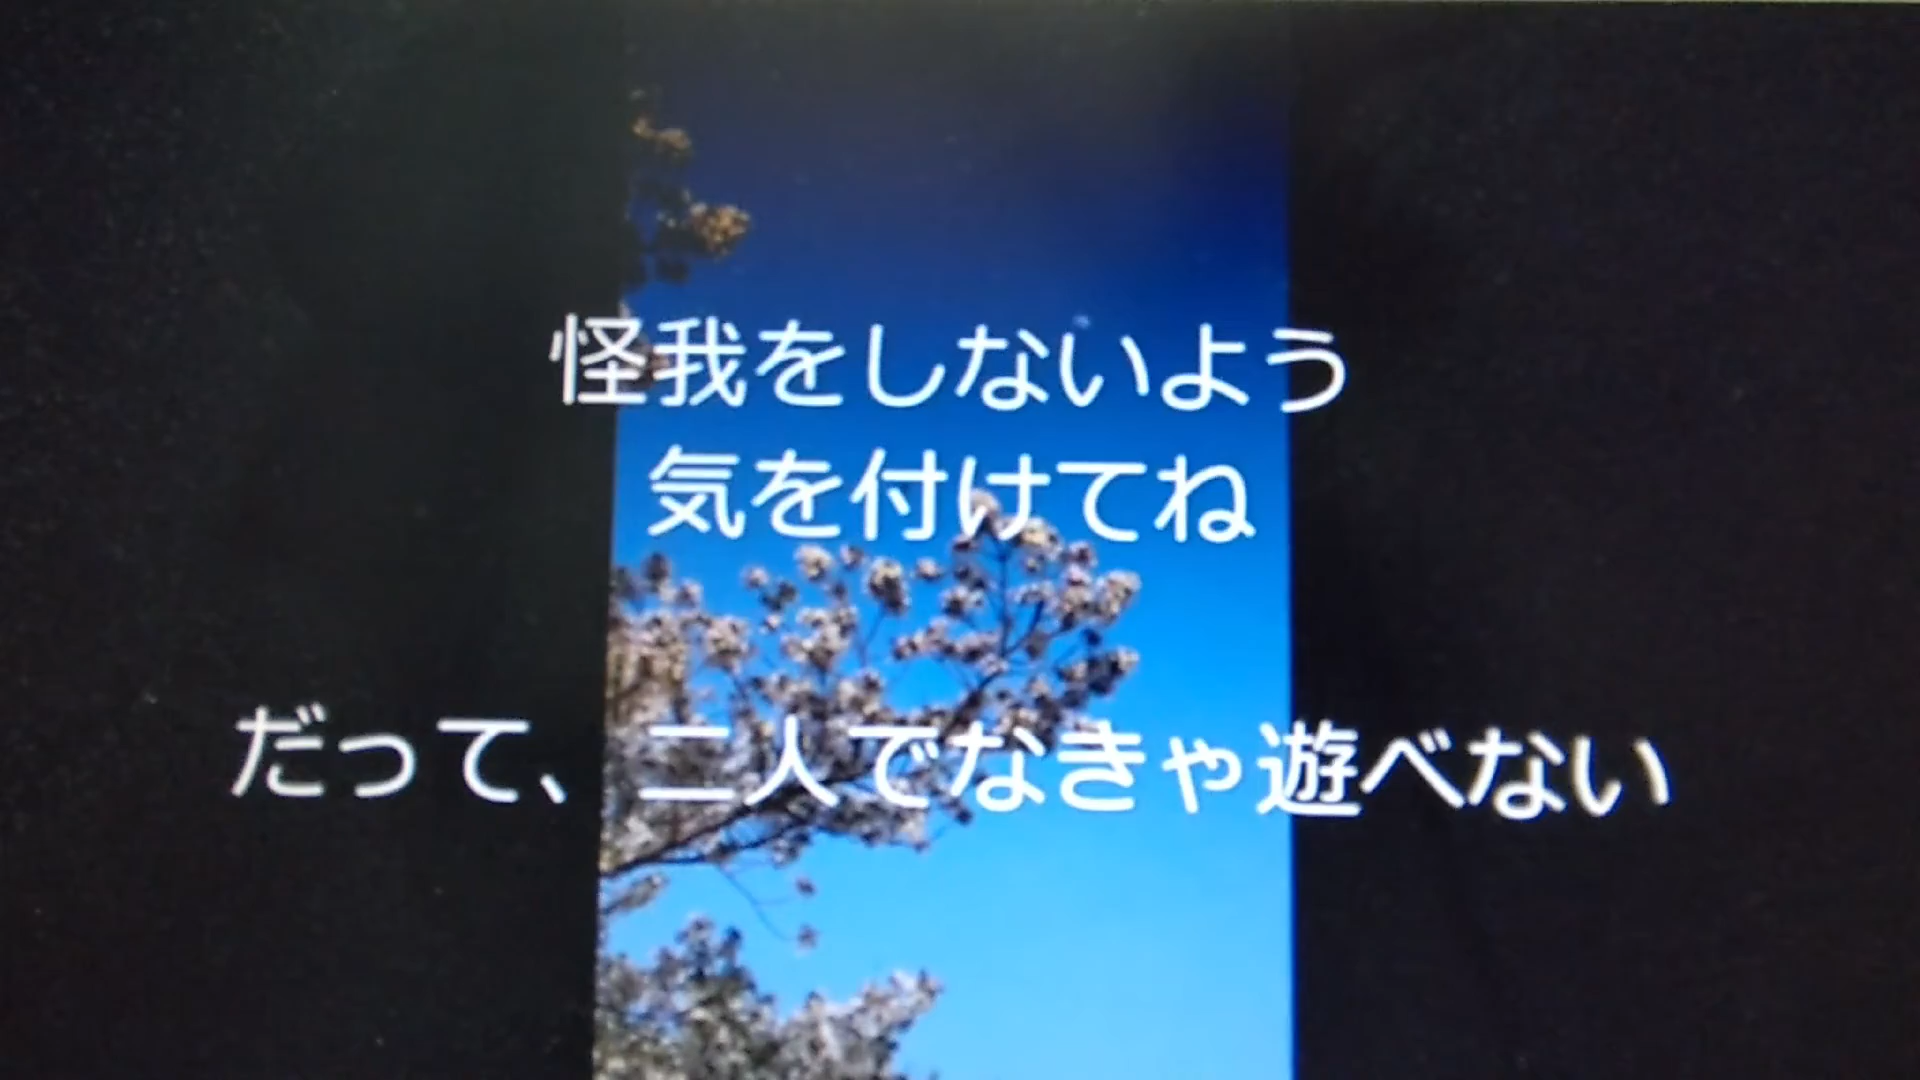 怪我をしないよう
気を付けてね
だって、二人でなきゃ遊べない